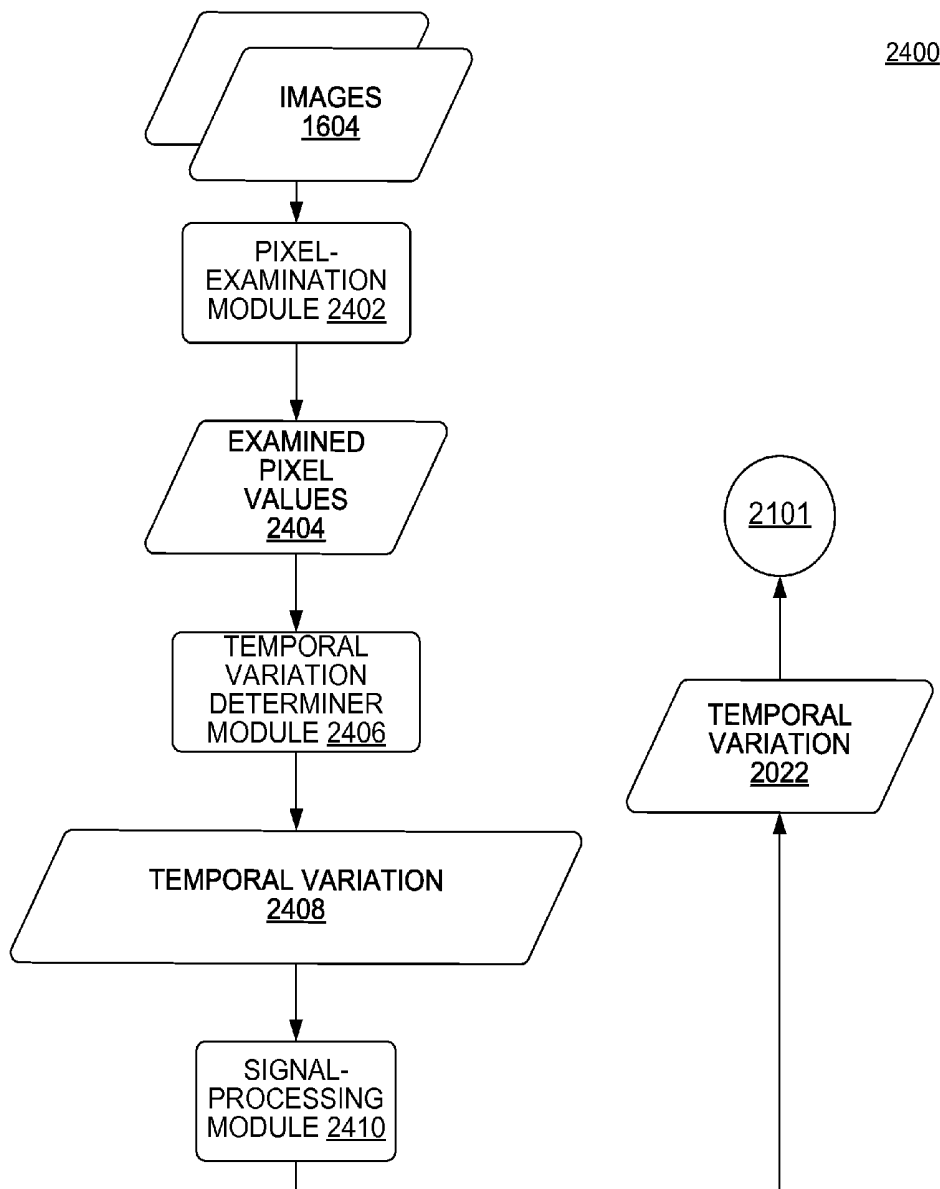 2400
IMAGES
1604
PIXEL-
EXAMINATION
MODULE 2402
EXAMINED
PIXEL
VALUES
2404
TEMPORAL
VARIATION
DETERMINER
MODULE 2406
TEMPORAL VARIATION
2408
SIGNAL-
PROCESSING
MODULE 2410
2101
TEMPORAL
VARIATION
2022